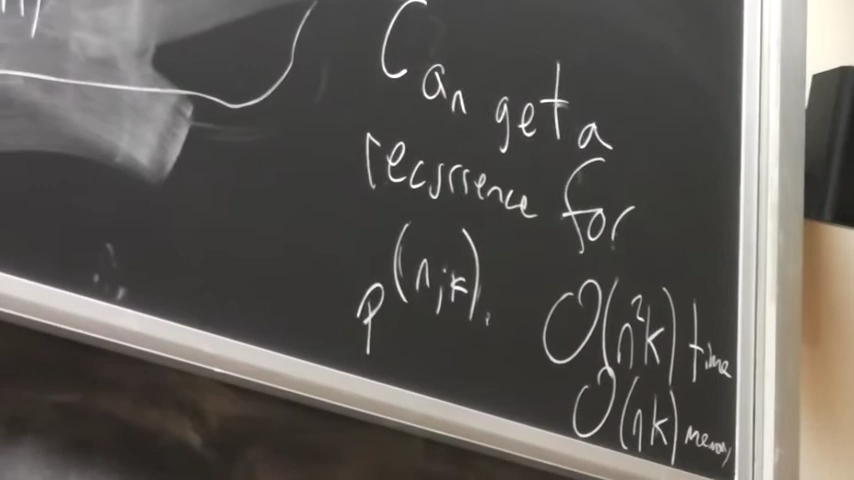 Can get a
recurrence for
p(n,k). O(n²k) time
O(nk) memory